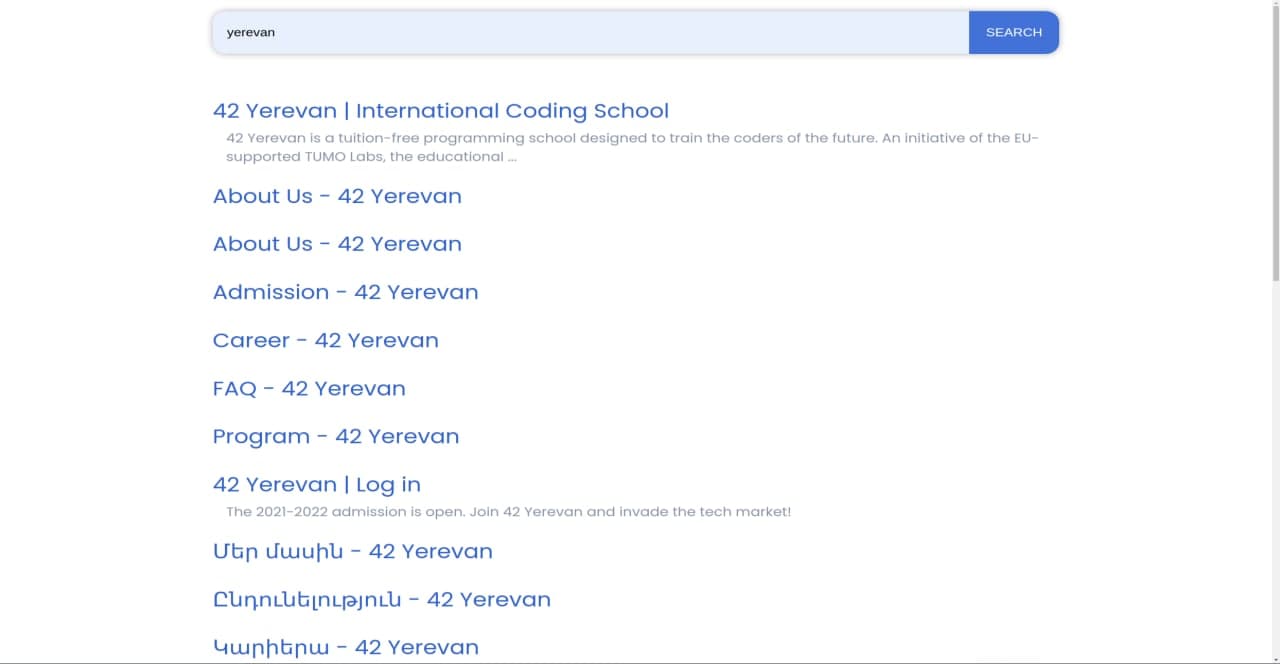 yerevan
SEARCH
42 Yerevan | International Coding School
42 Yerevan is a tuition-free programming school designed to train the coders of the future. An initiative of the EU-
supported TUMO Labs, the educational ...
About Us - 42 Yerevan
About Us - 42 Yerevan
Admission - 42 Yerevan
Career - 42 Yerevan
FAQ - 42 Yerevan
Program - 42 Yerevan
42 Yerevan | Log in
The 2021-2022 admission is open. Join 42 Yerevan and invade the tech market!
Մեր մասին - 42 Yerevan
Ընդունելություն - 42 Yerevan
Կարիերա - 42 Yerevan